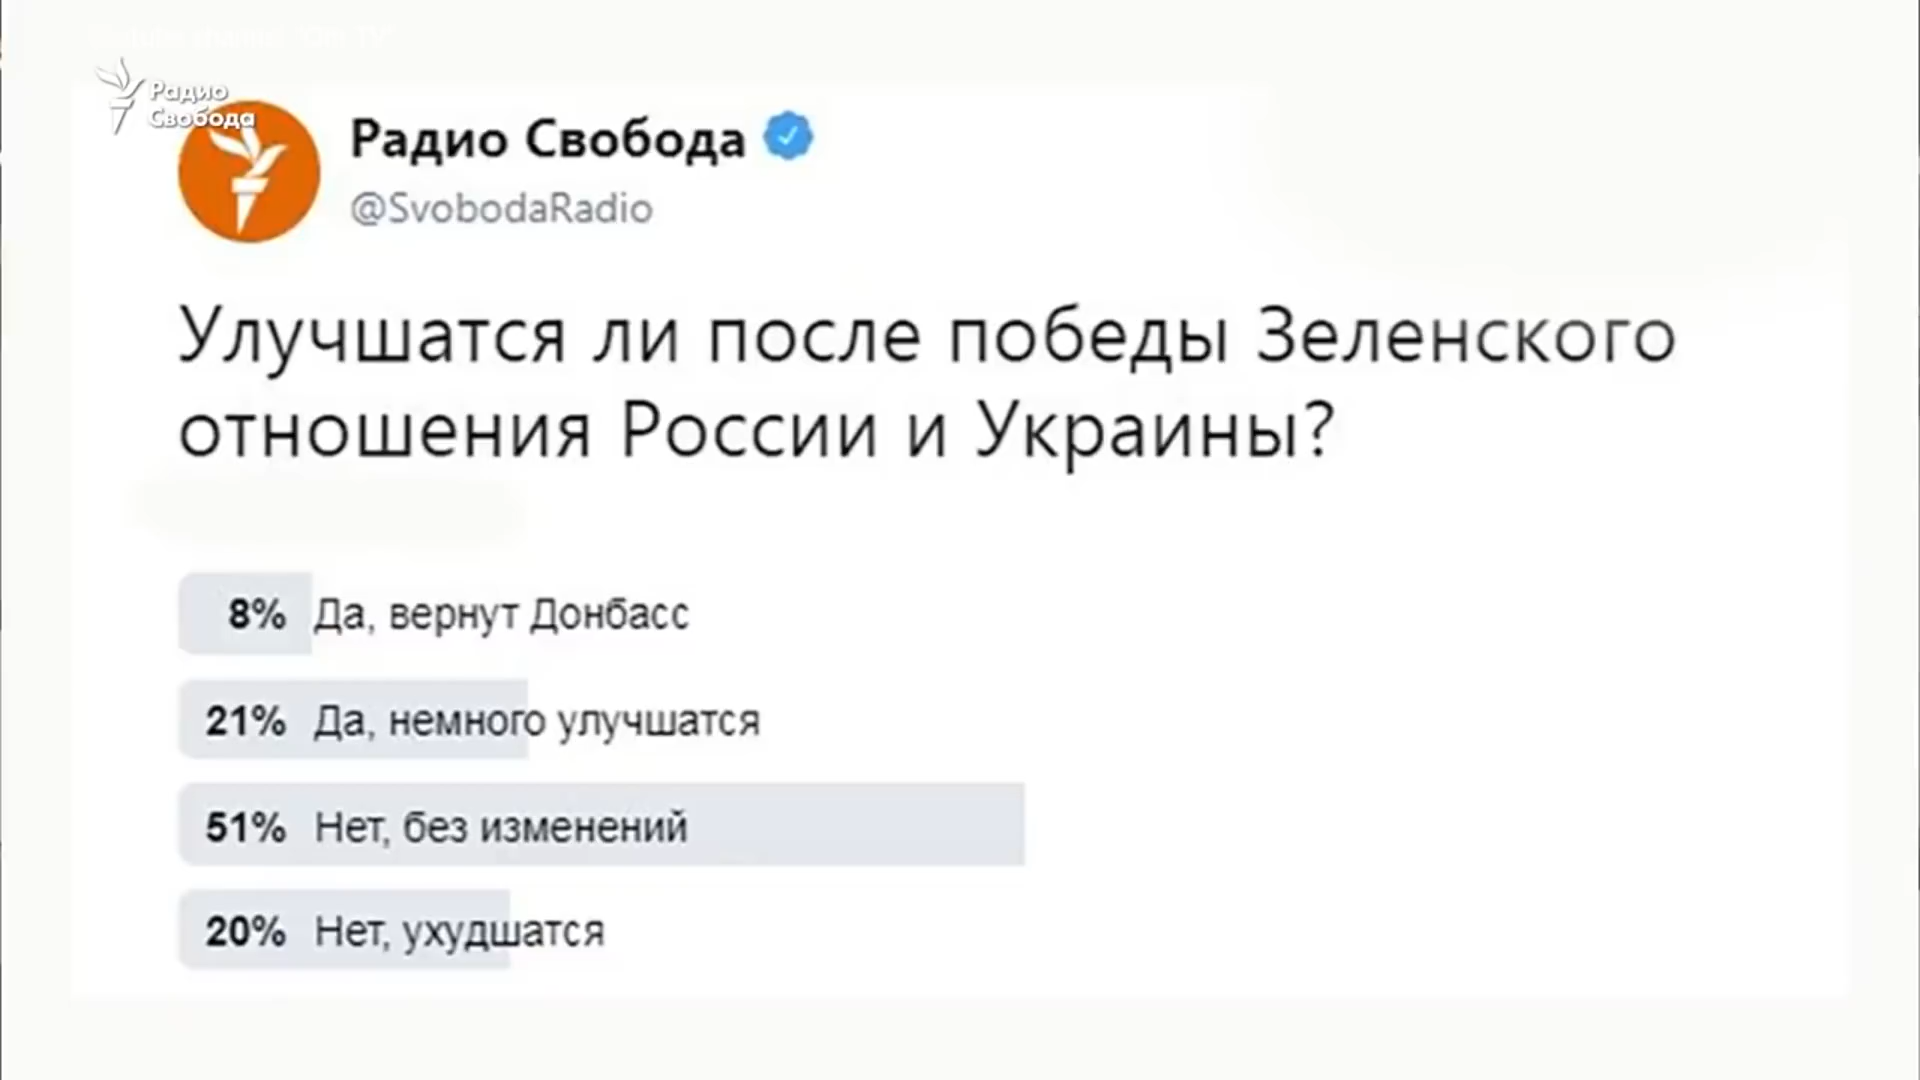 Радио
Свобода
Радио Свобода
@SvobodaRadio
Улучшатся ли после победы Зеленского
отношения России и Украины?
8% Да, вернут Донбасс
21% Да, немного улучшатся
51% Нет, без изменений
20% Нет, ухудшатся